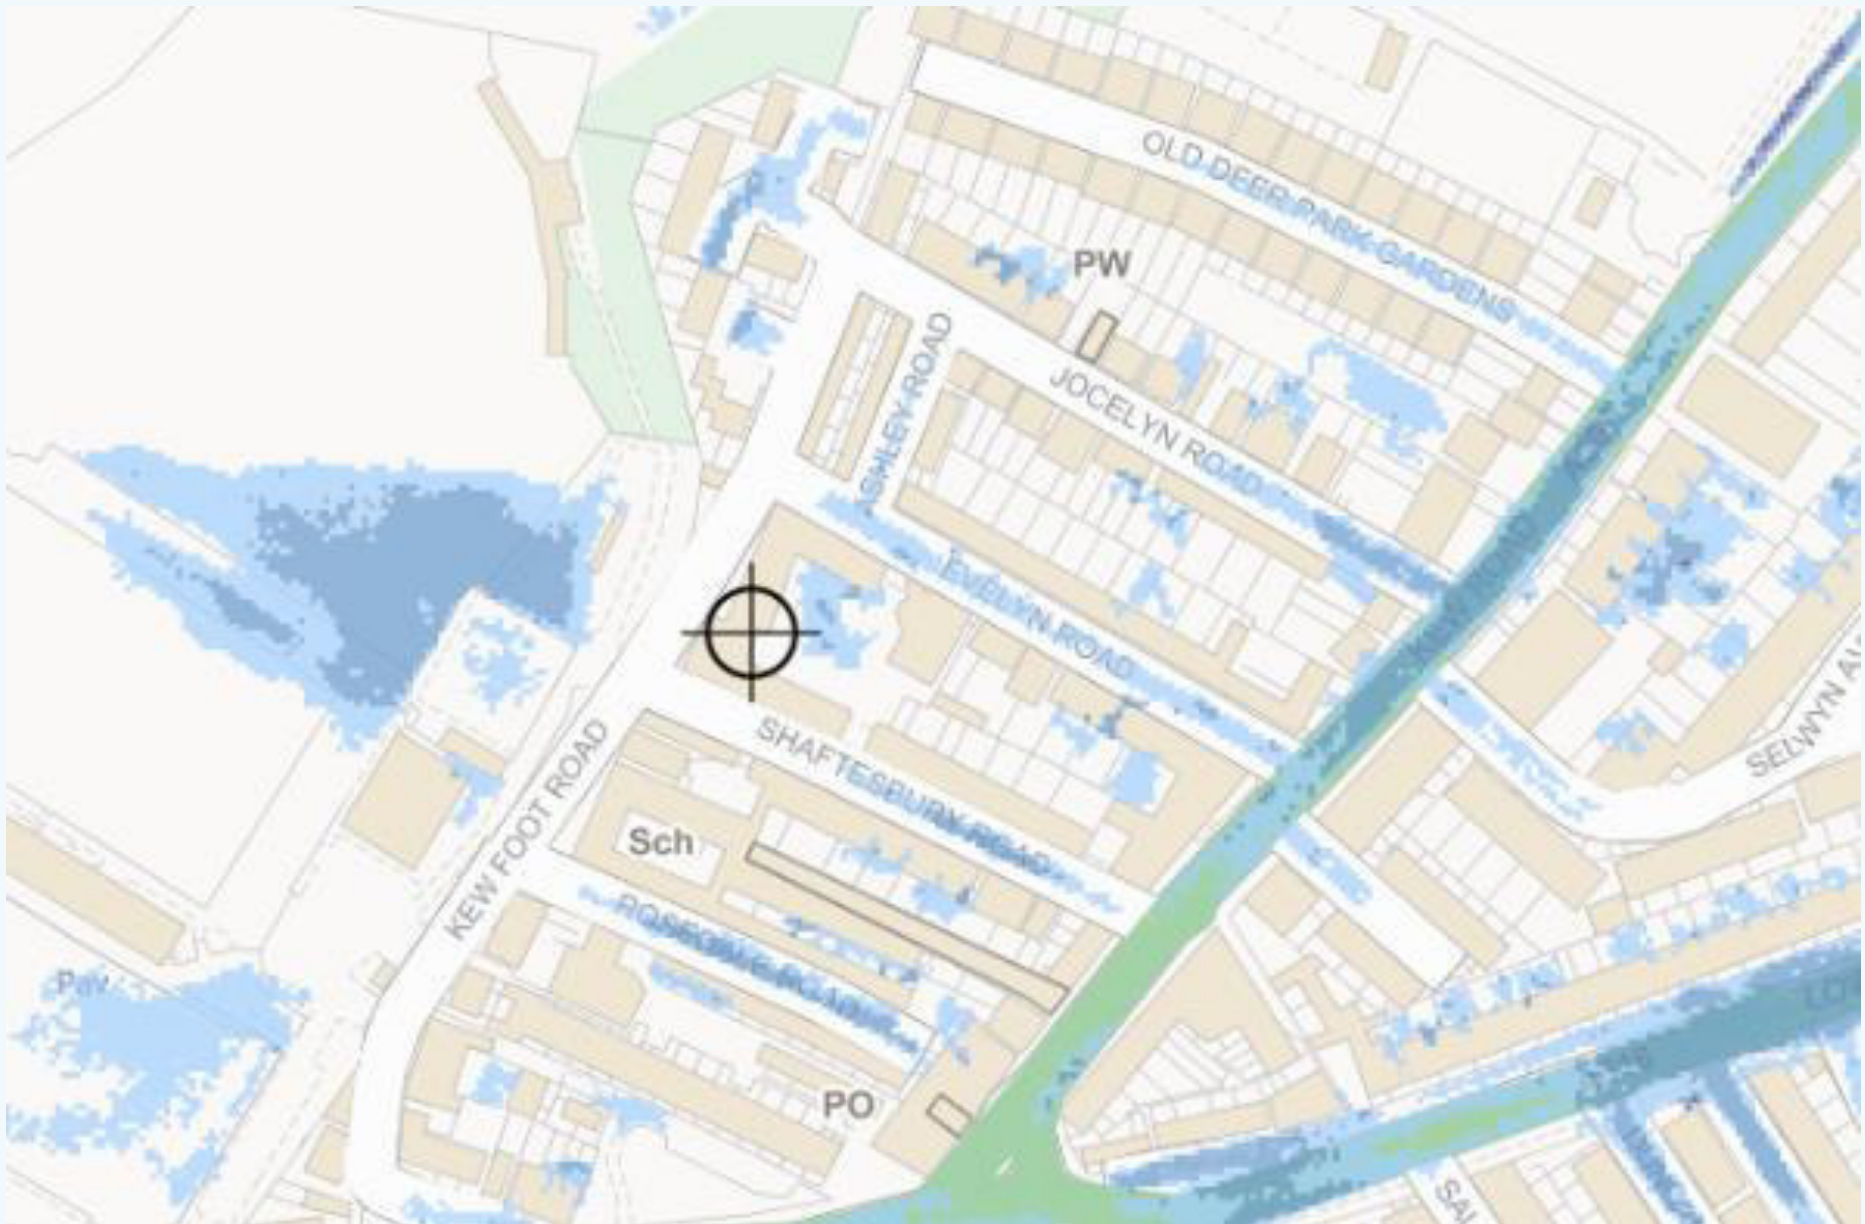 OLD DEER PARK GARDENS
PW
ASHLEY ROAD
JOCELYN ROAD
EVELYN ROAD
SELWYN AV
SHAFTESBURY ROAD
KEW FOOT ROAD
Sch
Pav
PO